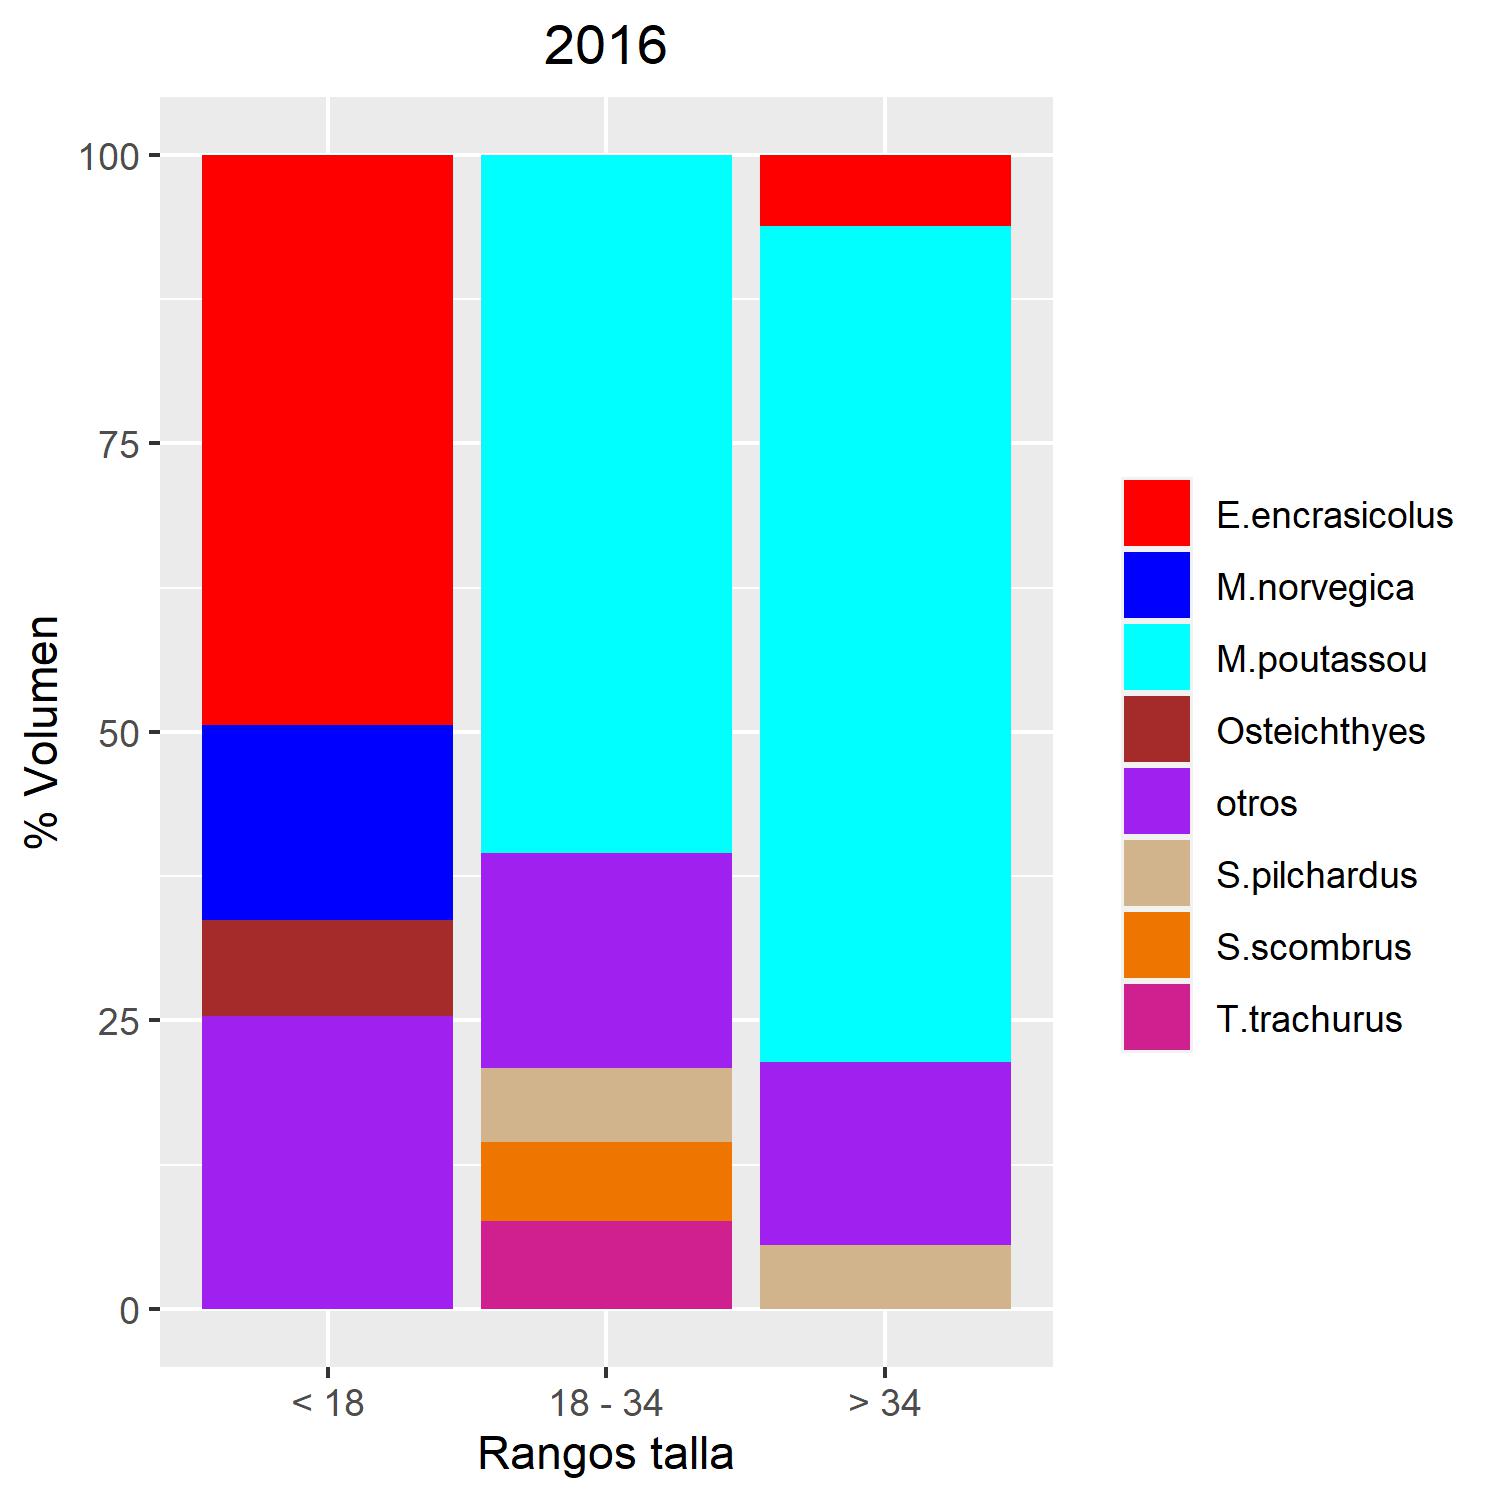 2016
% Volumen
100
75
50
25
0
< 18
18 - 34
> 34
Rangos talla
E.encrasicolus
M.norvegica
M.poutassou
Osteichthyes
otros
S.pilchardus
S.scombrus
T.trachurus